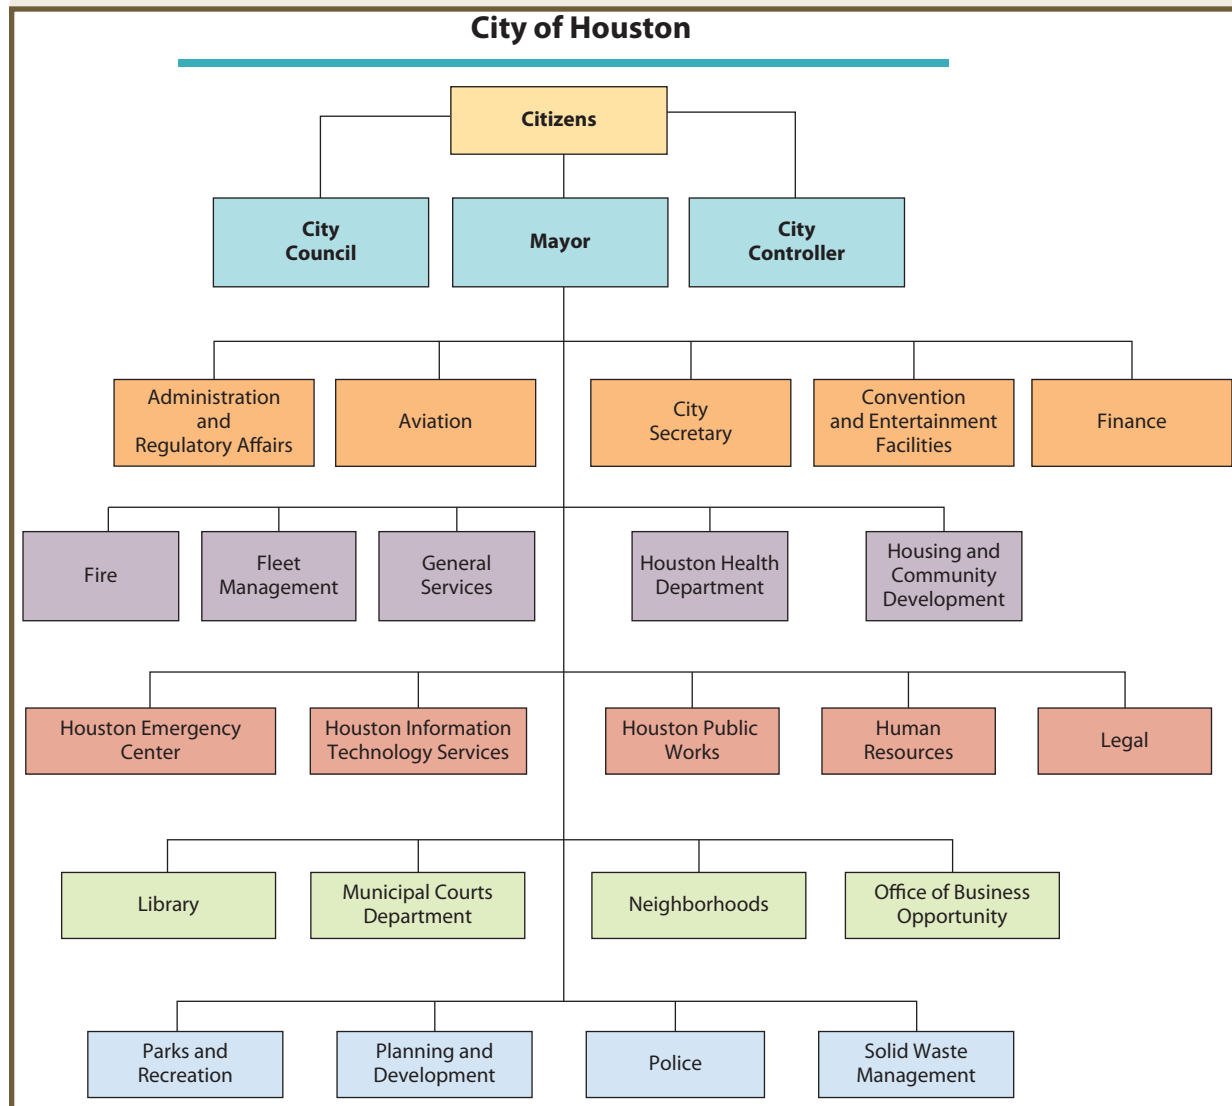 City of Houston
Citizens
City
Council
Mayor
City
Controller
Administration
and
Regulatory Affairs
Aviation
City
Secretary
Convention
and Entertainment
Facilities
Finance
Fire
Fleet
Management
General
Services
Houston Health
Department
Housing and
Community
Development
Houston Emergency
Center
Houston Information
Technology Services
Houston Public
Works
Human
Resources
Legal
Library
Municipal Courts
Department
Neighborhoods
Office of Business
Opportunity
Parks and
Recreation
Planning and
Development
Police
Solid Waste
Management